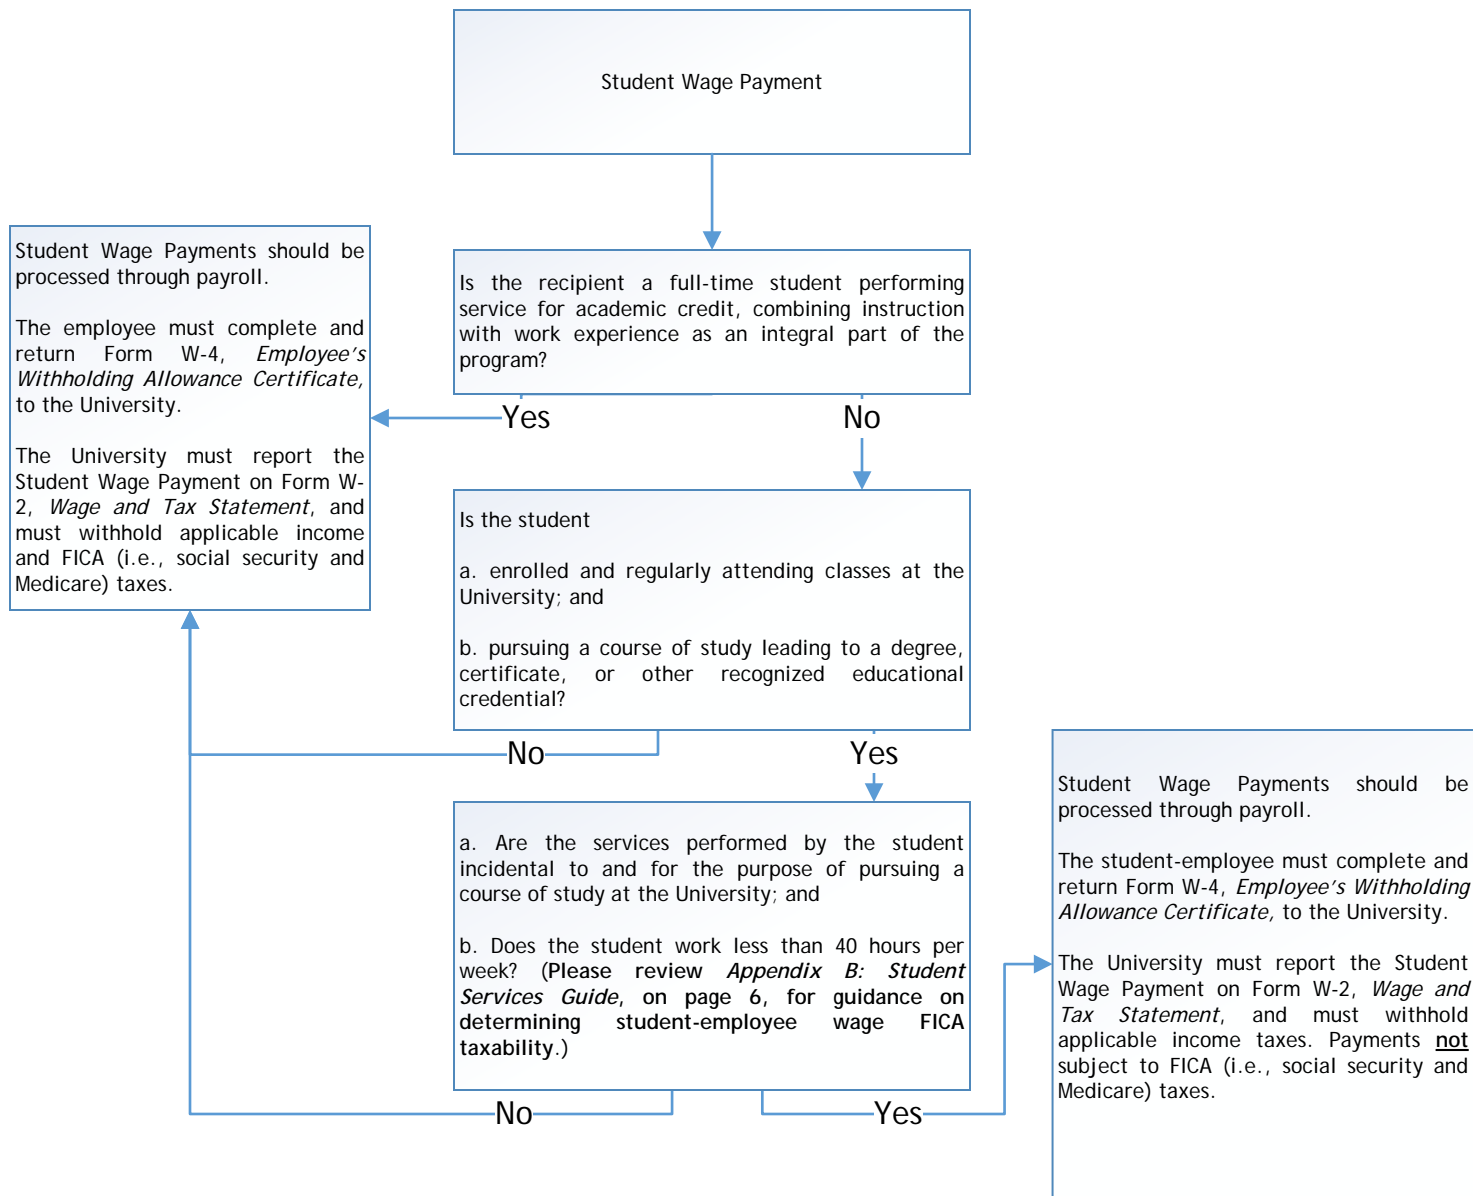 Student Wage Payment
Student Wage Payments should be
processed through payroll.
The employee must complete and
return Form W-4, Employee's
Withholding Allowance Certificate,
to the University.
The University must report the
Student Wage Payment on Form W-
2, Wage and Tax Statement, and
must withhold applicable income
and FICA (i.e., social security and
Medicare) taxes.
Is the recipient a full-time student performing
service for academic credit, combining instruction
with work experience as an integral part of the
program?
Yes
No
Is the student
a. enrolled and regularly attending classes at the
University; and
b. pursuing a course of study leading to a degree,
certificate, or other recognized educational
credential?
No
Yes
a. Are the services performed by the student
incidental to and for the purpose of pursuing a
course of study at the University; and
b. Does the student work less than 40 hours per
week? (Please review Appendix B: Student
Services Guide, on page 6, for guidance on
determining student-employee wage FICA
taxability.)
No
Yes
Student Wage Payments should be
processed through payroll.
The student-employee must complete and
return Form W-4, Employee's Withholding
Allowance Certificate, to the University.
The University must report the Student
Wage Payment on Form W-2, Wage and
Tax Statement, and must withhold
applicable income taxes. Payments not
subject to FICA (i.e., social security and
Medicare) taxes.